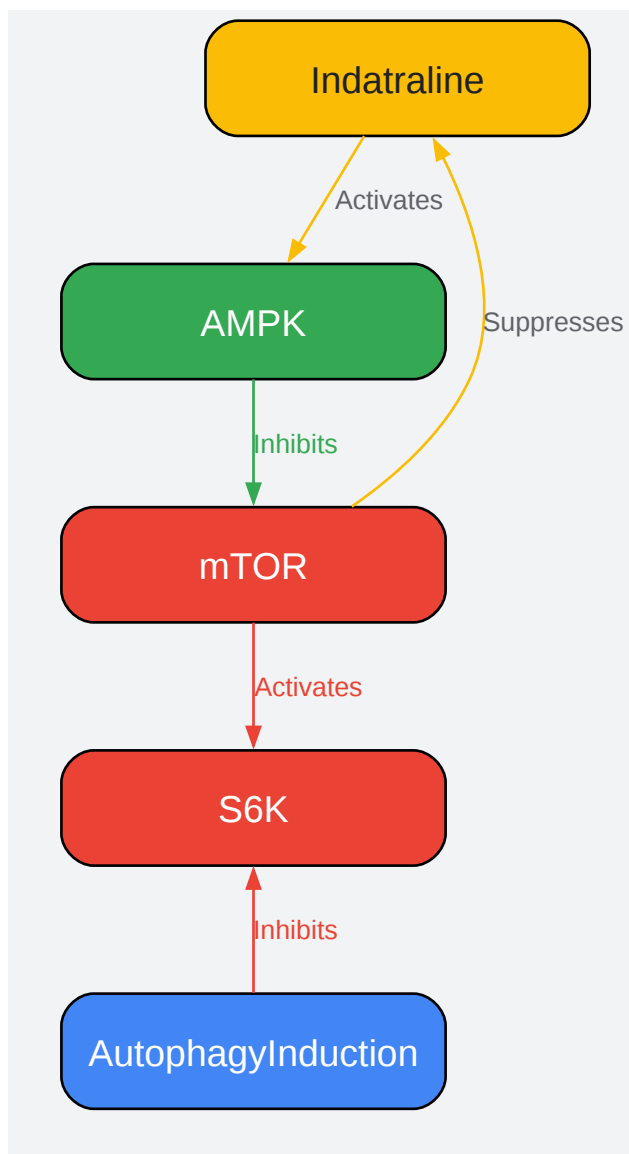 Indatraline
Activates
AMPK
Suppresses
Inhibits
mTOR
Activates
S6K
Inhibits
AutophagyInduction